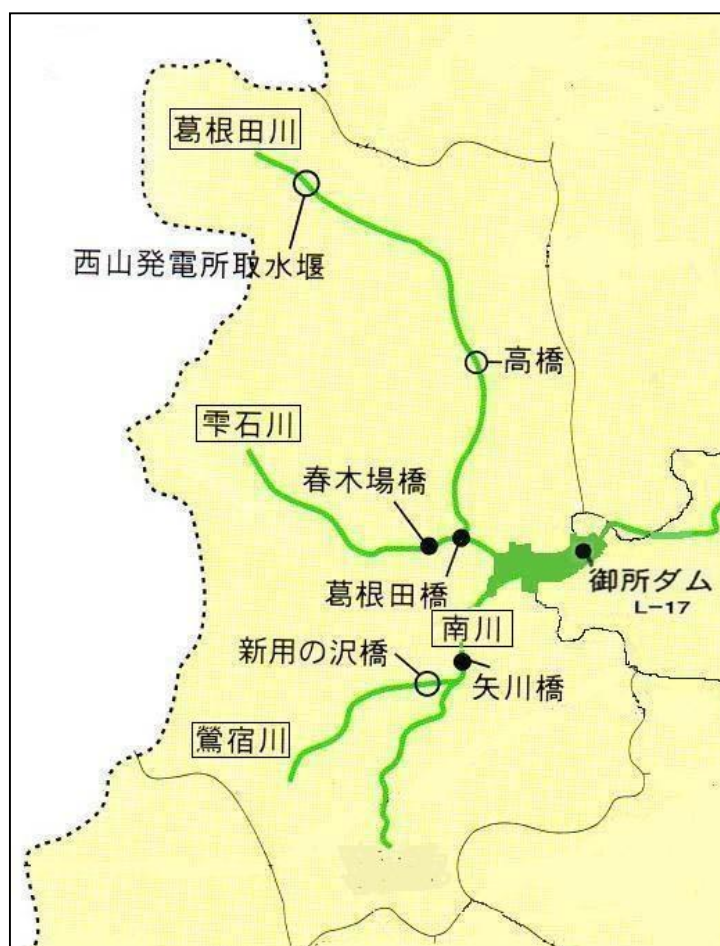 葛根田川
西山発電所取水堰
高橋
雫石川
春木場橋
葛根田橋
御所ダム
L-17
南川
新用の沢橋
矢川橋
鶯宿川